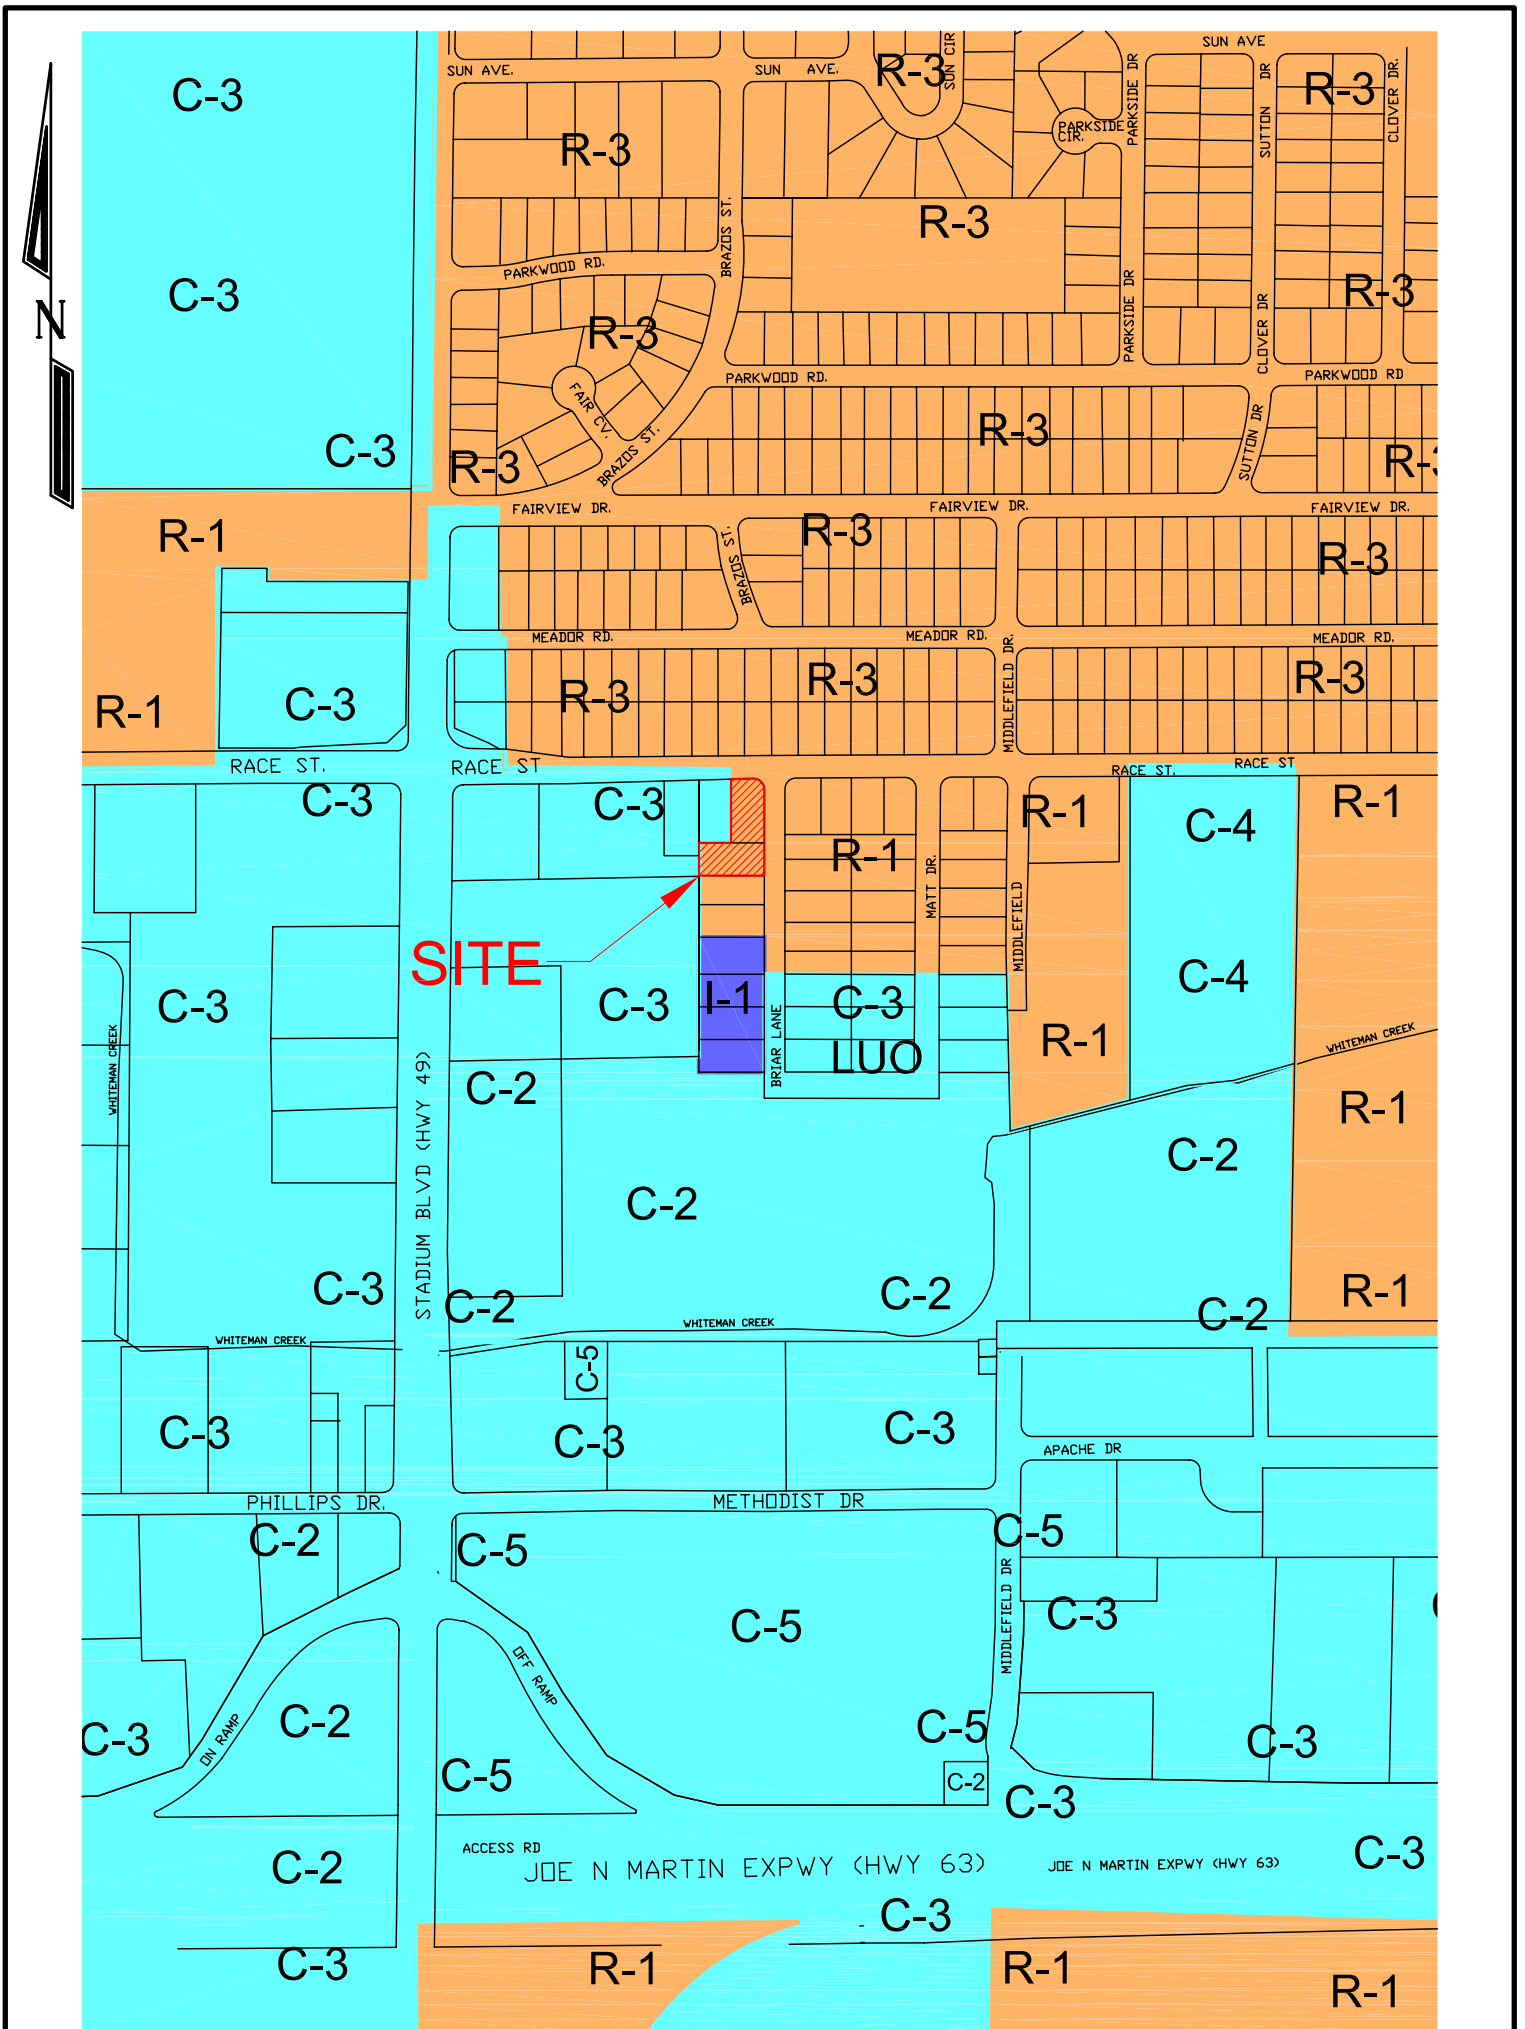 SUN AVE.
SUN AVE.
SUN CIR
SUN AVE
C-3
R-3
R-3
PARKSIDE DR
SUTTON DR
CLOVER DR.
PARKSIDE
CIR.
R-3
R-3
BRAZOS ST.
PARKWOOD RD.
C-3
N
R-3
PARKSIDE DR
CLOVER DR
R-3
PARKWOOD RD.
PARKWOOD RD
FAIR CV.
BRAZOS ST.
C-3
R-3
R-3
SUTTON DR
R-3
FAIRVIEW DR.
FAIRVIEW DR.
FAIRVIEW DR.
R-1
BRAZOS ST.
R-3
R-3
MEADOR RD.
MEADOR RD.
MEADOR RD.
R-1
C-3
R-3
R-3
MIDDLEFIELD DR.
R-3
RACE ST.
RACE ST
RACE ST.
RACE ST
C-3
C-3
R-1
C-4
R-1
R-1
MATT DR.
MIDDLEFIELD
SITE
C-3
C-3
I-1
BRIAR LANE
C-3
LUO
R-1
C-4
WHITEMAN CREEK
WHITEMAN CREEK
STADIUM BLVD (HWY 49)
C-2
R-1
C-2
C-2
C-3
C-2
C-2
C-2
R-1
WHITEMAN CREEK
WHITEMAN CREEK
C-5
C-3
C-3
C-3
APACHE DR
PHILLIPS DR.
METHODIST DR
C-2
C-5
C-5
MIDDLEFIELD DR
C-5
C-3
OFF RAMP
ON RAMP
C-3
C-2
C-5
C-5
C-2
C-3
C-3
ACCESS RD
C-2
JOE N MARTIN EXPWY (HWY 63)
JOE N MARTIN EXPWY (HWY 63)
C-3
C-3
C-3
R-1
R-1
R-1